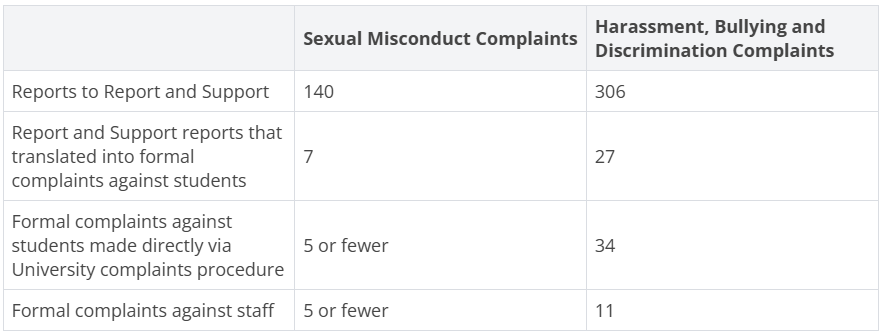 Sexual Misconduct Complaints
Harassment, Bullying and
Discrimination Complaints
Reports to Report and Support
140
306
Report and Support reports that
translated into formal
complaints against students
7
27
Formal complaints against
students made directly via
University complaints procedure
5 or fewer
34
Formal complaints against staff
5 or fewer
11